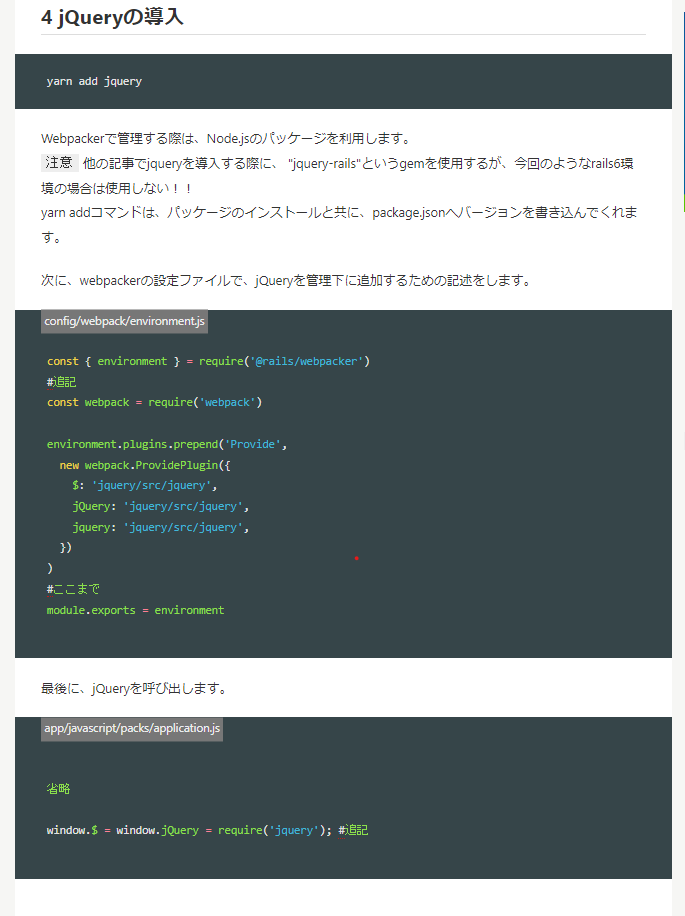 4 jQueryの導入
yarn add jquery
Webpackerで管理する際は、Node.jsのパッケージを利用します。
注意 他の記事でjqueryを導入する際に、 "jquery-rails"というgemを使用するが、今回のようなrails6環
境の場合は使用しない！！
yarn addコマンドは、パッケージのインストールと共に、package.jsonへバージョンを書き込んでくれま
す。
次に、webpackerの設定ファイルで、jQueryを管理下に追加するための記述をします。
config/webpack/environment.js
const { environment } = require('@rails/webpacker')
#追記
const webpack = require('webpack')
environment.plugins.prepend('Provide',
new webpack.ProvidePlugin({
$: 'jquery/src/jquery',
jQuery: 'jquery/src/jquery',
jquery: 'jquery/src/jquery',
})
)
#ここまで
module.exports = environment
最後に、jQueryを呼び出します。
app/javascript/packs/application.js
省略
window.$ = window.jQuery = require('jquery'); #追記